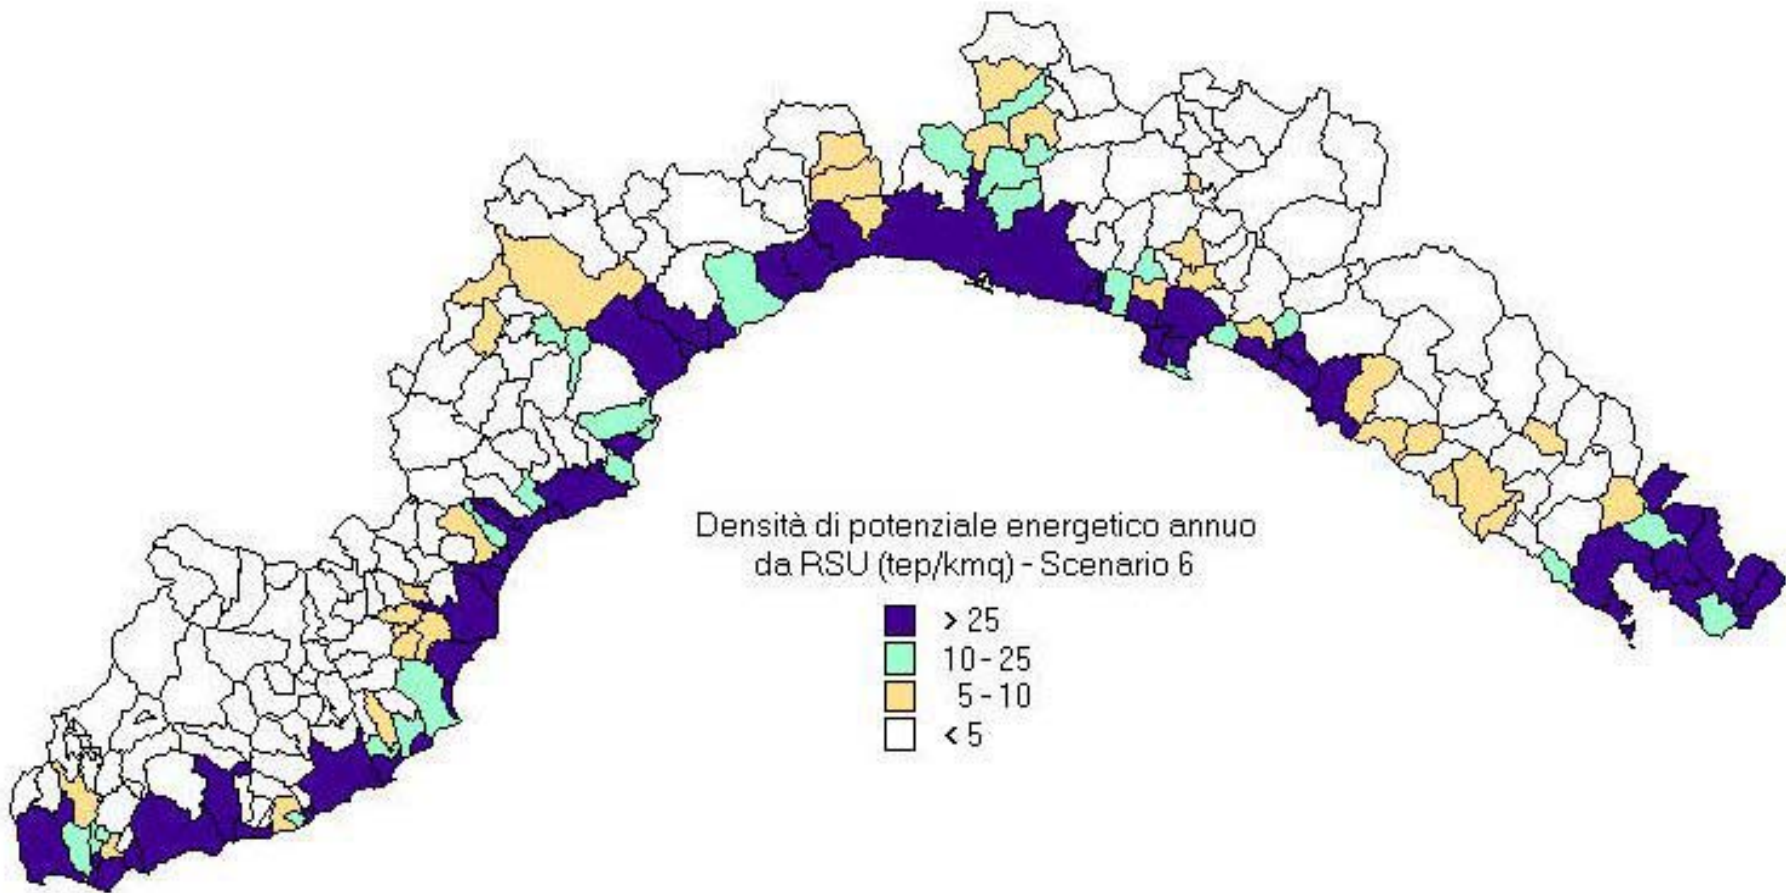 Densità di potenziale energetico annuo
da RSU (tep/kmq) - Scenario 6
> 25
10 - 25
5 - 10
< 5